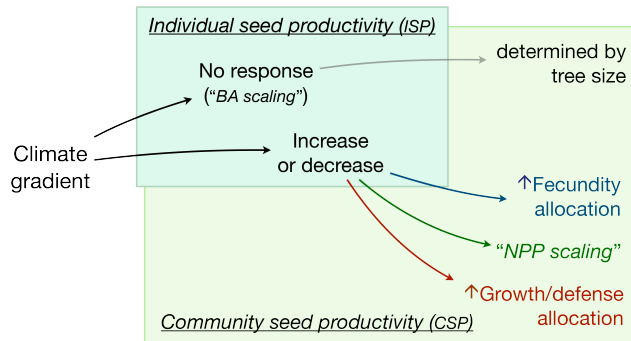 Individual seed productivity (ISP)
No response
(“BA scaling”)
determined by
tree size
Climate
gradient
Increase
or decrease
↑Fecundity
allocation
“NPP scaling”
↑Growth/defense
allocation
Community seed productivity (CSP)